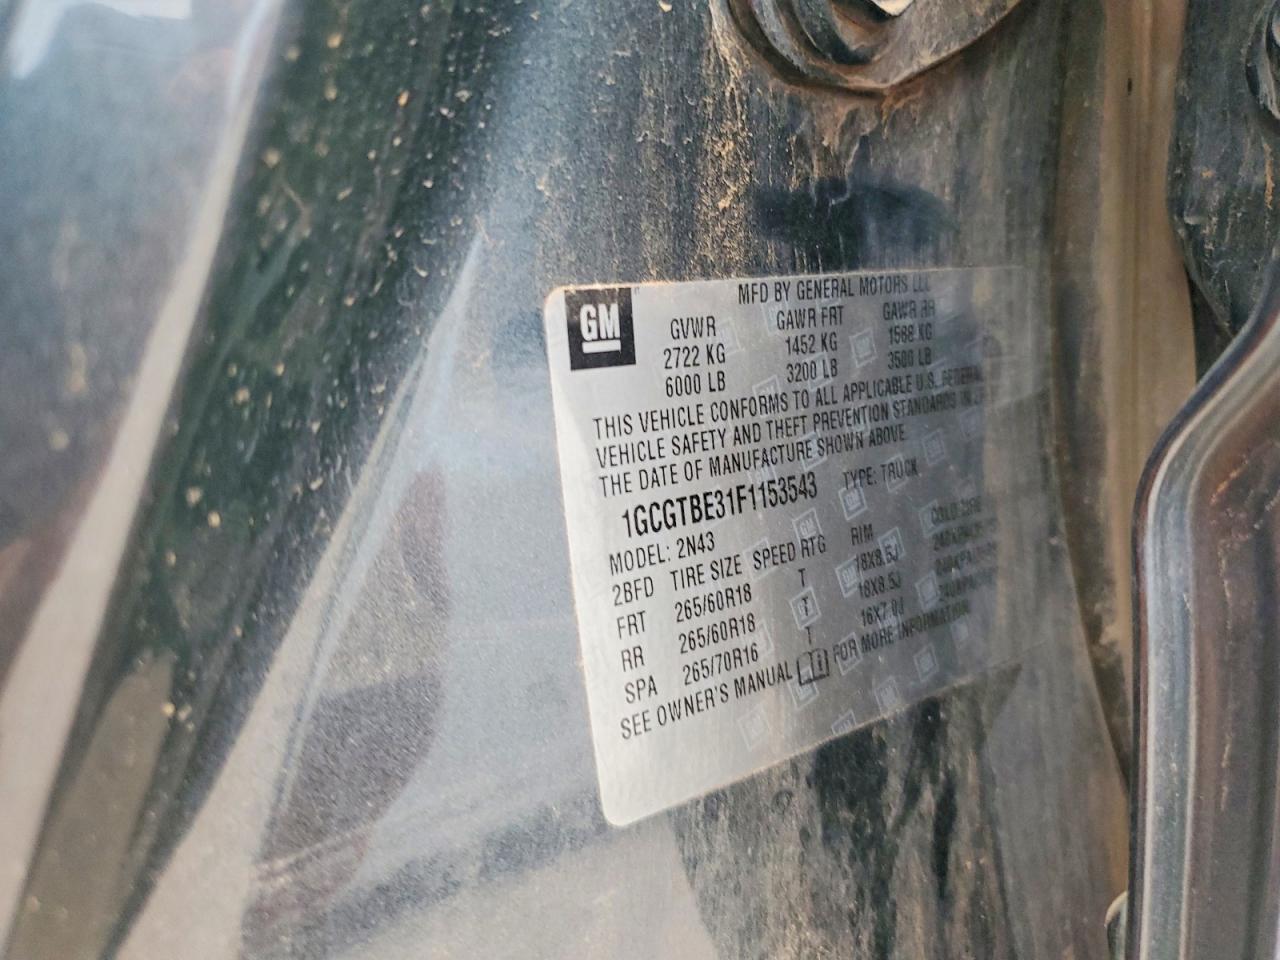 GM
MFD BY GENERAL MOTORS LLC
GVWR GAWR FRT GAWR RR
2722 KG 1452 KG 1588 KG
6000 LB 3200 LB 3500 LB
THIS VEHICLE CONFORMS TO ALL APPLICABLE U.S. FEDERAL
VEHICLE SAFETY AND THEFT PREVENTION STANDARDS IN
THE DATE OF MANUFACTURE SHOWN ABOVE.
1GCGTBE31F1153543 TYPE: TRUCK
MODEL: 2N43
2BFD TIRE SIZE SPEED RTG RIM COLD
FRT 265/60R18 T 18X8.5J
RR 265/60R18 T 18X8.5J
SPA 265/70R16 T 16X7.0J
SEE OWNER'S MANUAL FOR MORE INFORMATION